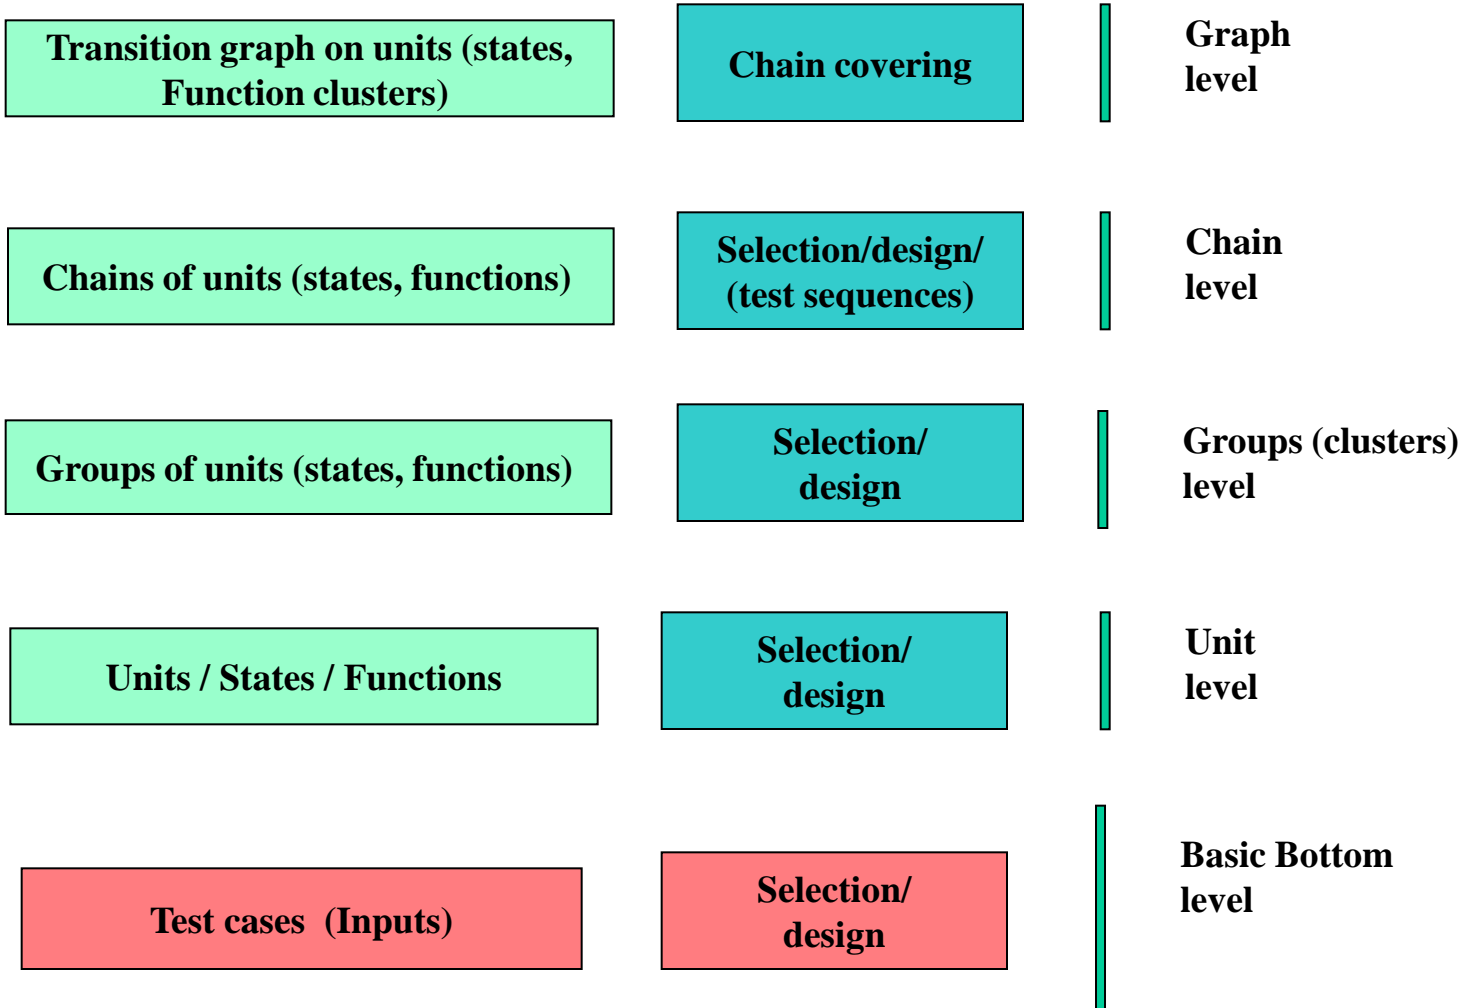 Transition graph on units (states,
Function clusters)
Chain covering
Graph
level
Chains of units (states, functions)
Selection/design/
(test sequences)
Chain
level
Groups of units (states, functions)
Selection/
design
Groups (clusters)
level
Units / States / Functions
Selection/
design
Unit
level
Test cases  (Inputs)
Selection/
design
Basic Bottom
level